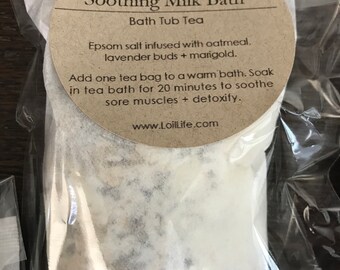 Soothing Milk Bath
Bath Tub Tea
Epsom salt infused with oatmeal,
lavender buds + marigold.
Add one tea bag to a warm bath. Soak
in tea bath for 20 minutes to soothe
sore muscles + detoxify.
www.LoiiLife.com